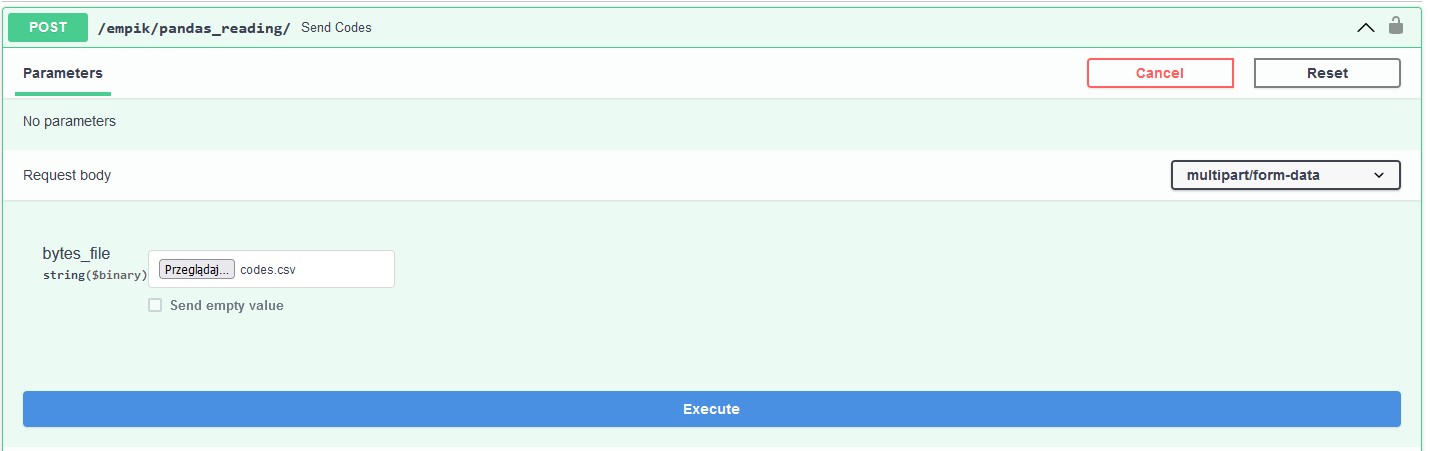 POST /empik/pandas_reading/ Send Codes
Parameters Cancel Reset
No parameters
Request body multipart/form-data
bytes_file
string($binary) Przeglądaj... codes.csv
Send empty value
Execute